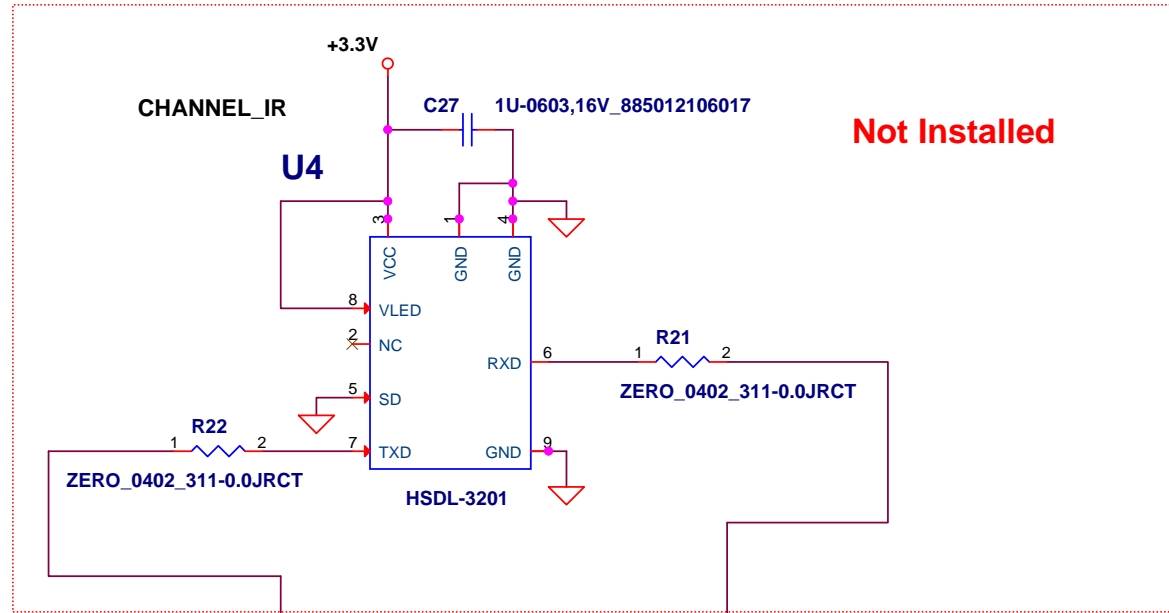 +3.3V
CHANNEL_IR
C27
1U-0603,16V_885012106017
Not Installed
U4
3
1
4
VCC
GND
GND
8
VLED
2
NC
RXD
6
1
R21
2
ZERO_0402_311-0.0JRCT
5
SD
R22
1
2
7
TXD
GND
9
ZERO_0402_311-0.0JRCT
HSDL-3201